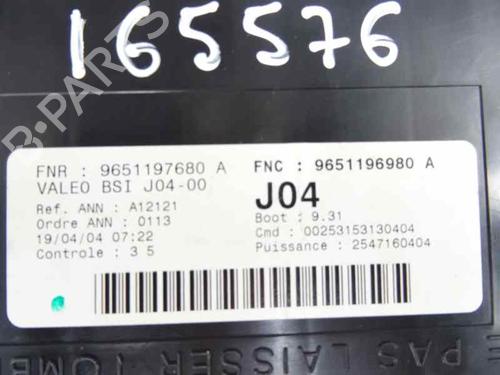 165576
B-PARTS
FNR : 9651197680 A
VALEO BSI J04-00
Ref. ANN : A12121
Ordre ANN : 0113
19/04/04 07:22
Controle : 3 5
FNC : 9651196980 A
J04
Boot : 9.31
Cmd : 00253153130404
Puissance : 2547160404
PAS LAISSER TOMB